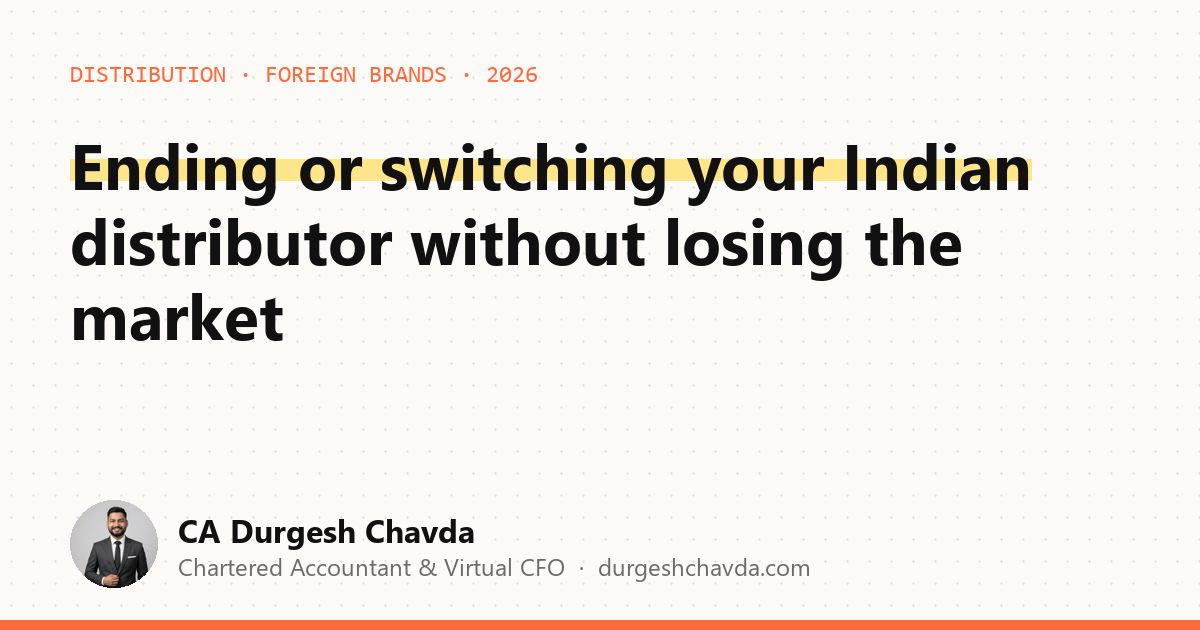 DISTRIBUTION · FOREIGN BRANDS · 2026
Ending or switching your Indian
distributor without losing the
market
CA Durgesh Chavda
Chartered Accountant & Virtual CFO · durgeshchavda.com